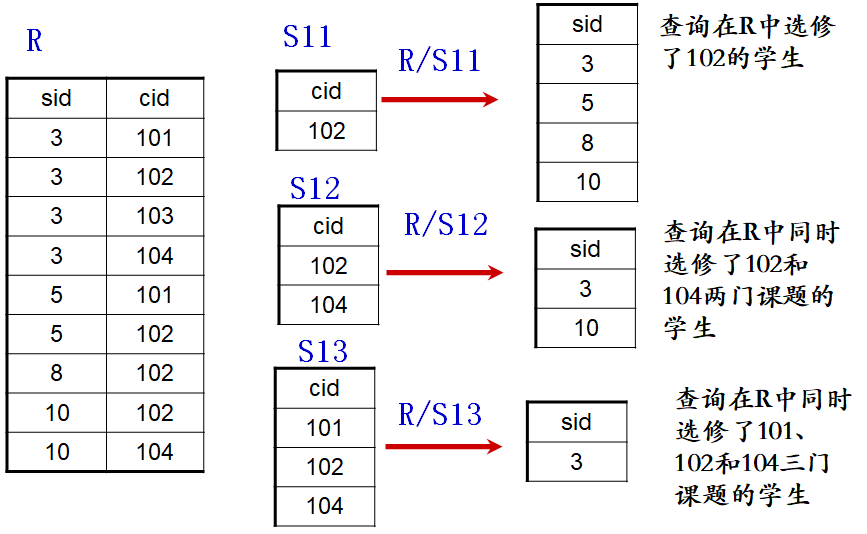 R
sid cid
3 101
3 102
3 103
3 104
5 101
5 102
8 102
10 102
10 104
S11
cid
102
R/S11
sid
3
5
8
10
查询在R中选修
了102的学生
S12
cid
102
104
R/S12
sid
3
10
查询在R中同时
选修了102和
104两门课题的
学生
S13
cid
101
102
104
R/S13
sid
3
查询在R中同时
选修了101、
102和104三门
课题的学生